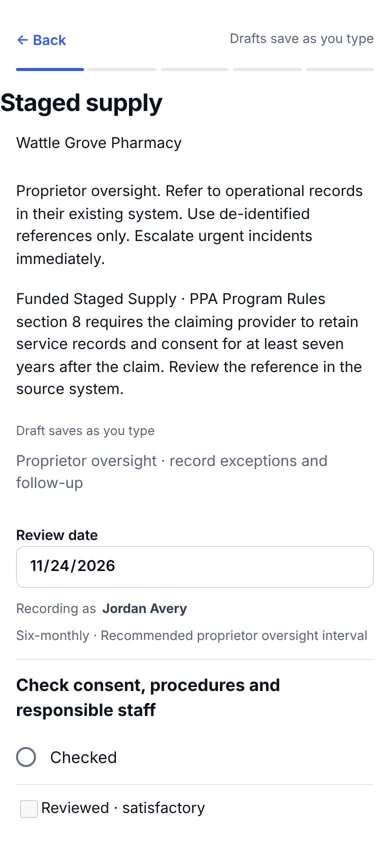 ← Back
Drafts save as you type
Staged supply
Wattle Grove Pharmacy
Proprietor oversight. Refer to operational records
in their existing system. Use de-identified
references only. Escalate urgent incidents
immediately.
Funded Staged Supply · PPA Program Rules
section 8 requires the claiming provider to retain
service records and consent for at least seven
years after the claim. Review the reference in the
source system.
Draft saves as you type
Proprietor oversight · record exceptions and
follow-up
Review date
11/24/2026
Recording as Jordan Avery
Six-monthly · Recommended proprietor oversight interval
Check consent, procedures and
responsible staff
Checked
Reviewed · satisfactory